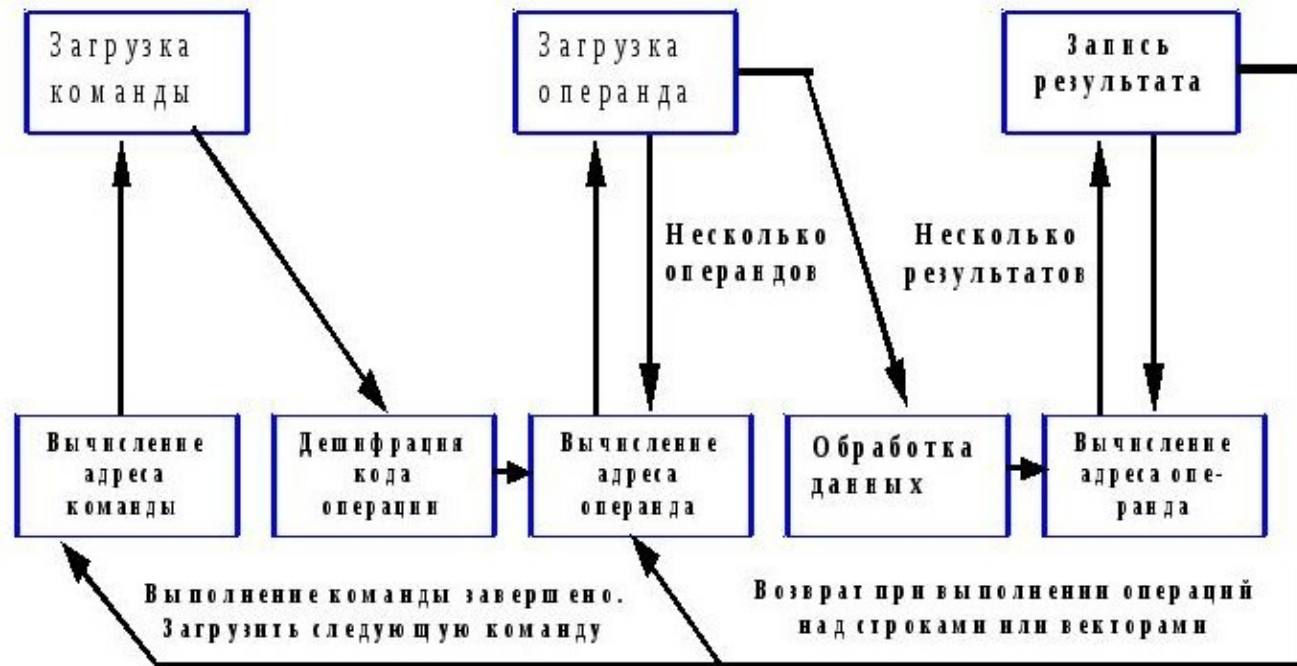 Загрузка
команды
Загрузка
операнда
Запись
результата
Несколько
операндов
Несколько
результатов
Вычисление
адреса
команды
Дешифрация
кода
операции
Вычисление
адреса
операнда
Обработка
данных
Вычисление
адреса опе-
ранда
Выполнение команды завершено.
Загрузить следующую команду
Возврат при выполнении операций
над строками или векторами